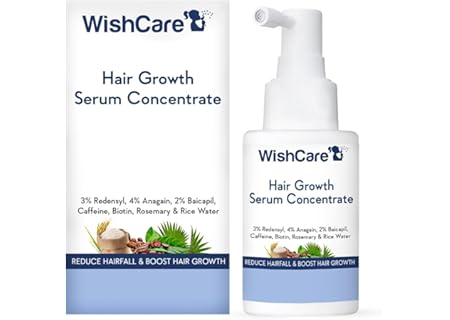 WishCare
Hair Growth
Serum Concentrate
3% Redensyl, 4% Anagain, 2% Baicapil,
Caffeine, Biotin, Rosemary & Rice Water
REDUCE HAIRFALL & BOOST HAIR GROWTH
WishCare
Hair Growth
Serum Concentrate
3% Redensyl, 4% Anagain, 2% Baicapil,
Caffeine, Biotin, Rosemary & Rice Water
REDUCE HAIRFALL & BOOST HAIR GROWTH